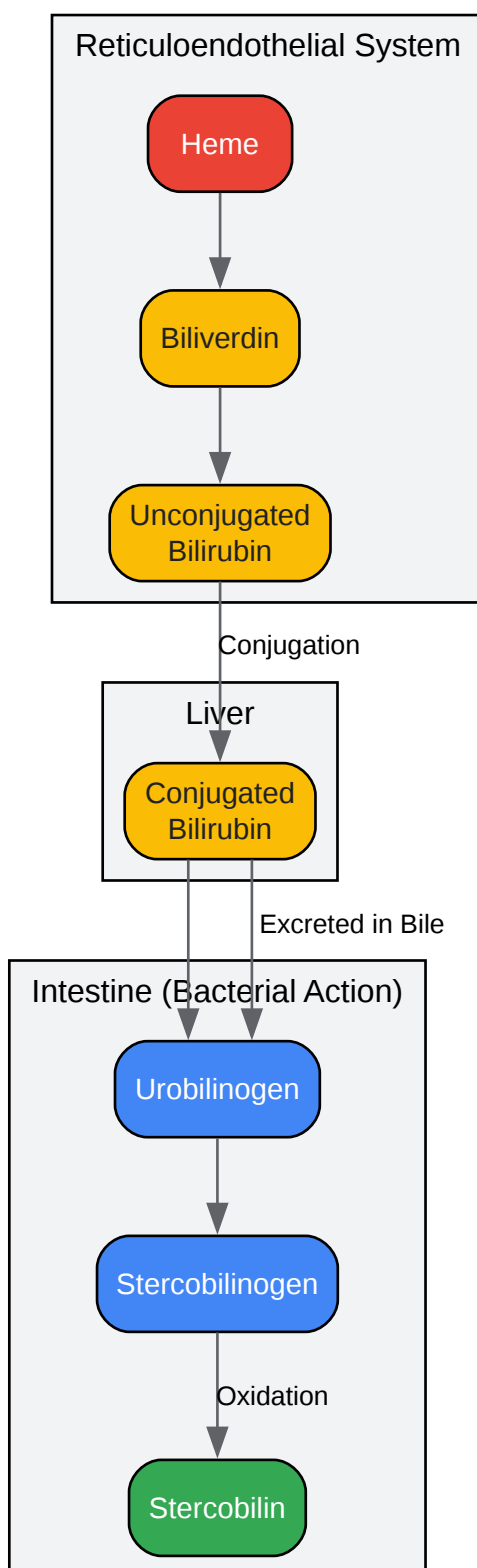 Reticuloendothelial System
Heme
Biliverdin
Unconjugated
Bilirubin
Conjugation
Liver
Conjugated
Bilirubin
Excreted in Bile
Intestine (Bacterial Action)
Urobilinogen
Stercobilinogen
Oxidation
Stercobilin